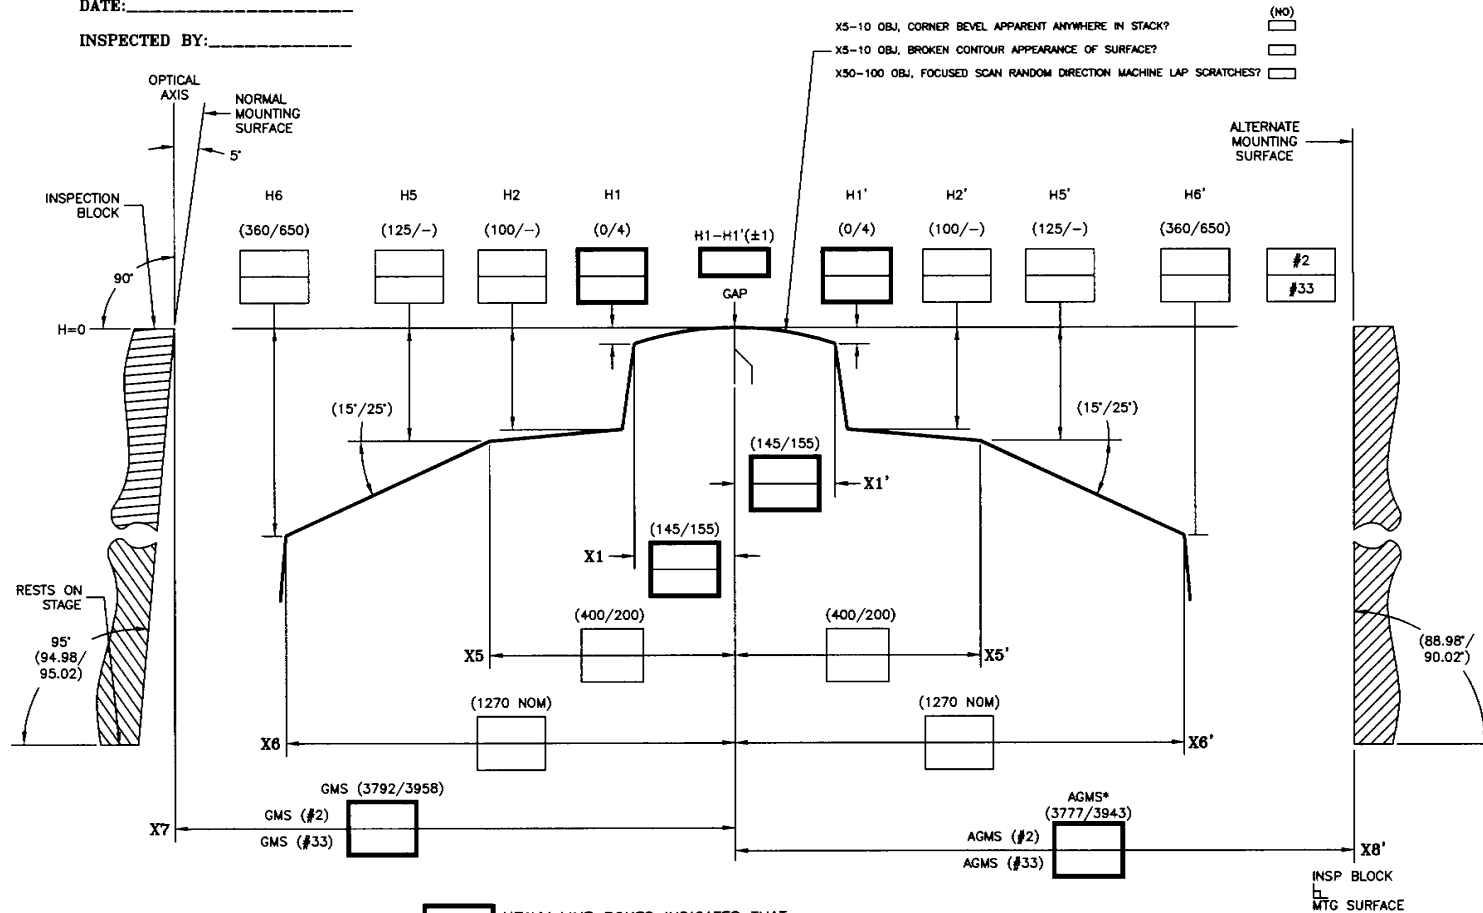 DATE:
INSPECTED BY:
(NO)
X5-10 OBJ, CORNER BEVEL APPARENT ANYWHERE IN STACK?
X5-10 OBJ, BROKEN CONTOUR APPEARANCE OF SURFACE?
X50-100 OBJ, FOCUSED SCAN RANDOM DIRECTION MACHINE LAP SCRATCHES?
OPTICAL
AXIS
NORMAL
MOUNTING
SURFACE
5°
ALTERNATE
MOUNTING
SURFACE
INSPECTION
BLOCK
H6 H5 H2 H1 H1' H2' H5' H6'
(360/650) (125/-) (100/-) (0/4) H1-H1'(±1) (0/4) (100/-) (125/-) (360/650)
#2
#33
90°
GAP
H=0
(15°/25°) (15°/25°)
(145/155)
X1'
(145/155)
X1
RESTS ON
STAGE
95°
(94.98/
95.02)
(88.98°/
90.02°)
(400/200) (400/200)
X5 X5'
(1270 NOM) (1270 NOM)
X6 X6'
GMS (3792/3958)
GMS (#2)
GMS (#33)
X7
AGMS*
(3777/3943)
AGMS (#2)
AGMS (#33)
X8'
INSP BLOCK
MTG SURFACE